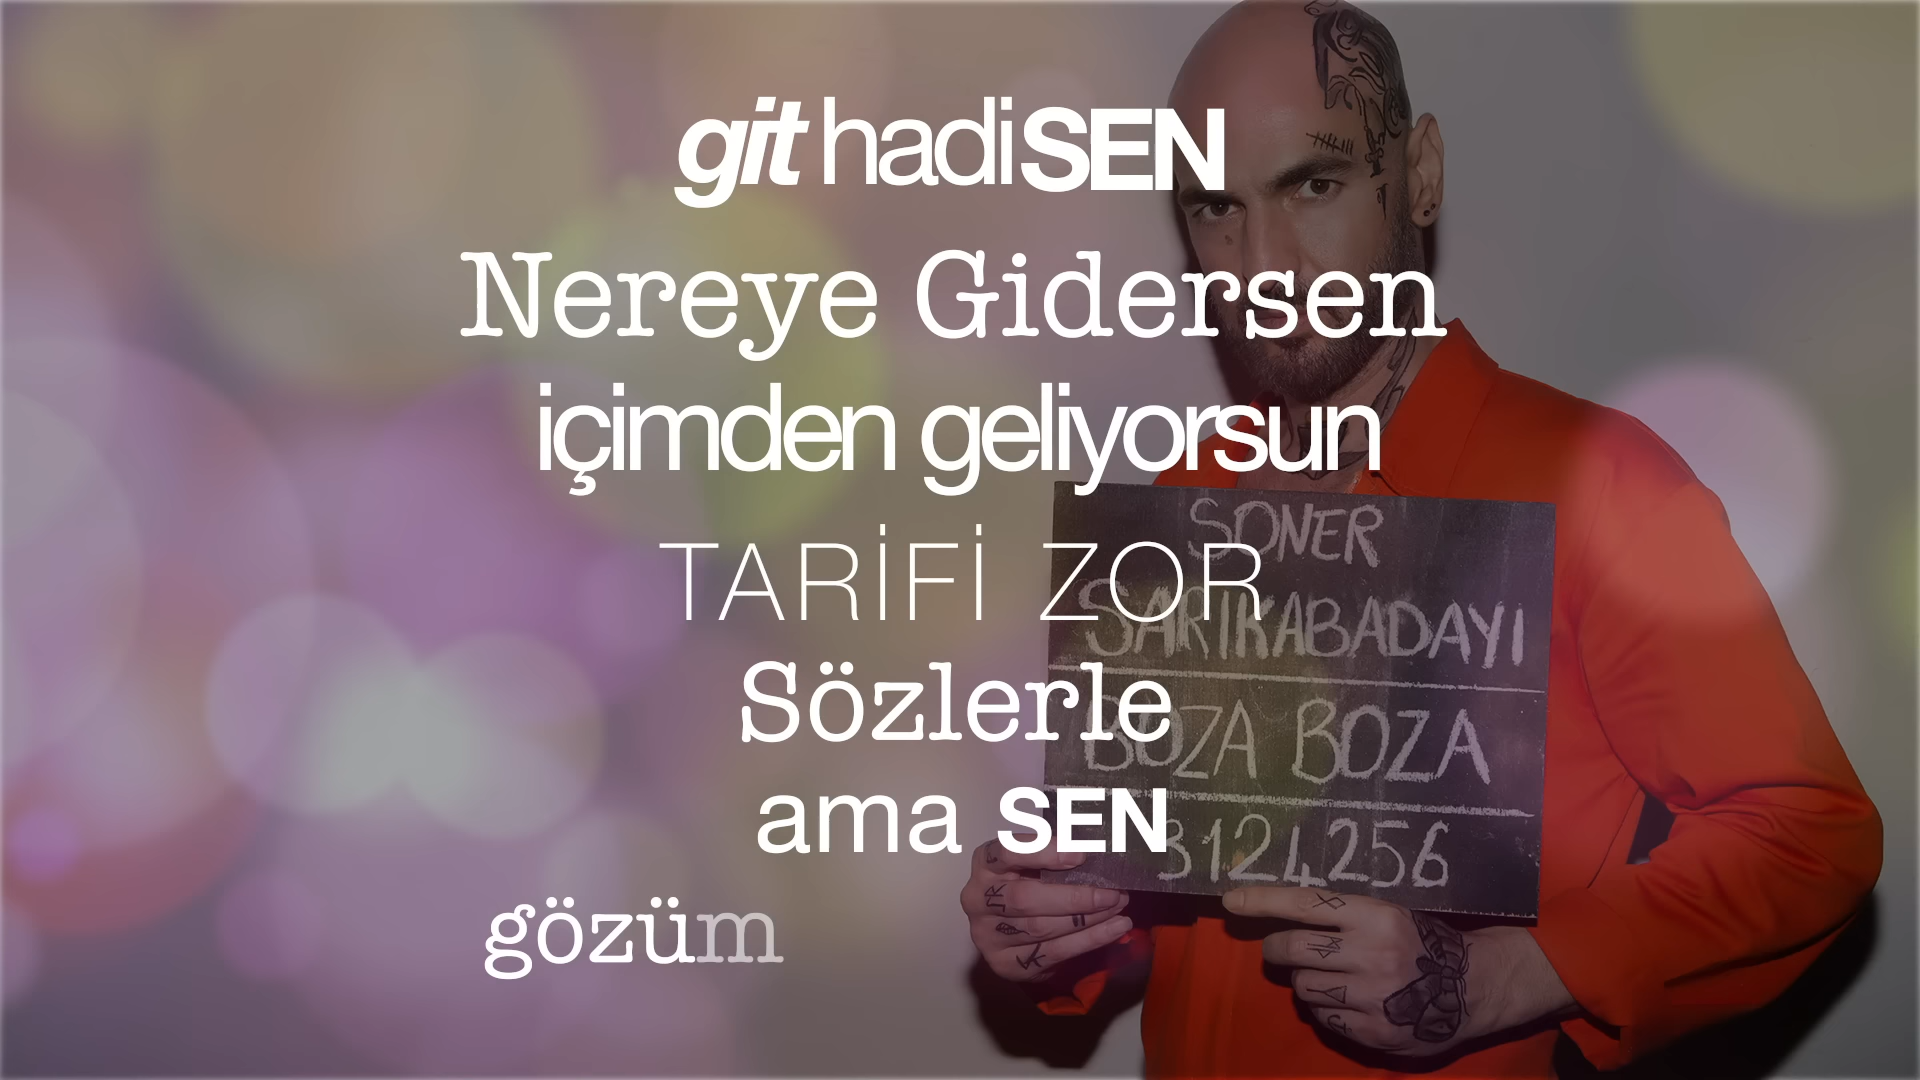 git hadi SEN
Nereye Gidersen
içimden geliyorsun
TARİFİ ZOR
Sözlerle
ama SEN
gözüm
SONER
SARIKABADAYI
BOZA BOZA
3124256